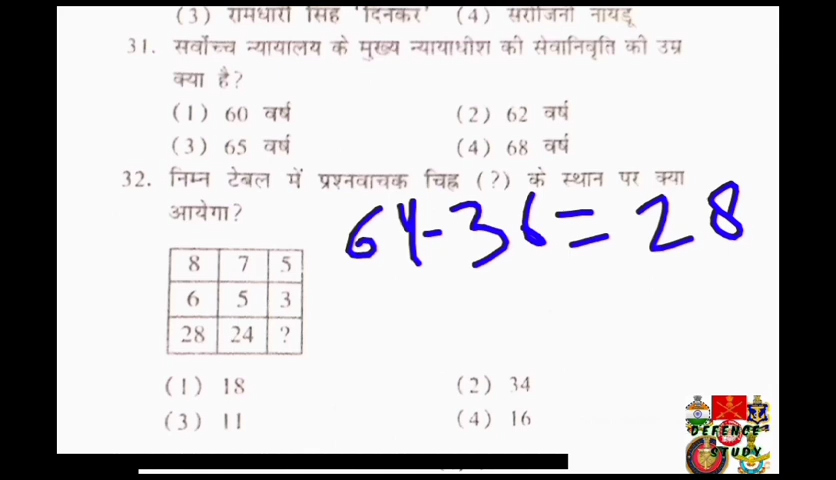 (3) रामधारी सिंह 'दिनकर' (4) सरोजिनी नायडू
31. सर्वोच्च न्यायालय के मुख्य न्यायाधीश की सेवानिवृति की उम्र
क्या है?
(1) 60 वर्ष (2) 62 वर्ष
(3) 65 वर्ष (4) 68 वर्ष
32. निम्न टेबल में प्रश्नवाचक चिह्न (?) के स्थान पर क्या
आयेगा?
64-36=28
8 7 5
6 5 3
28 24 ?
(1) 18 (2) 34
(3) 11 (4) 16
DEFENCE
STUDY